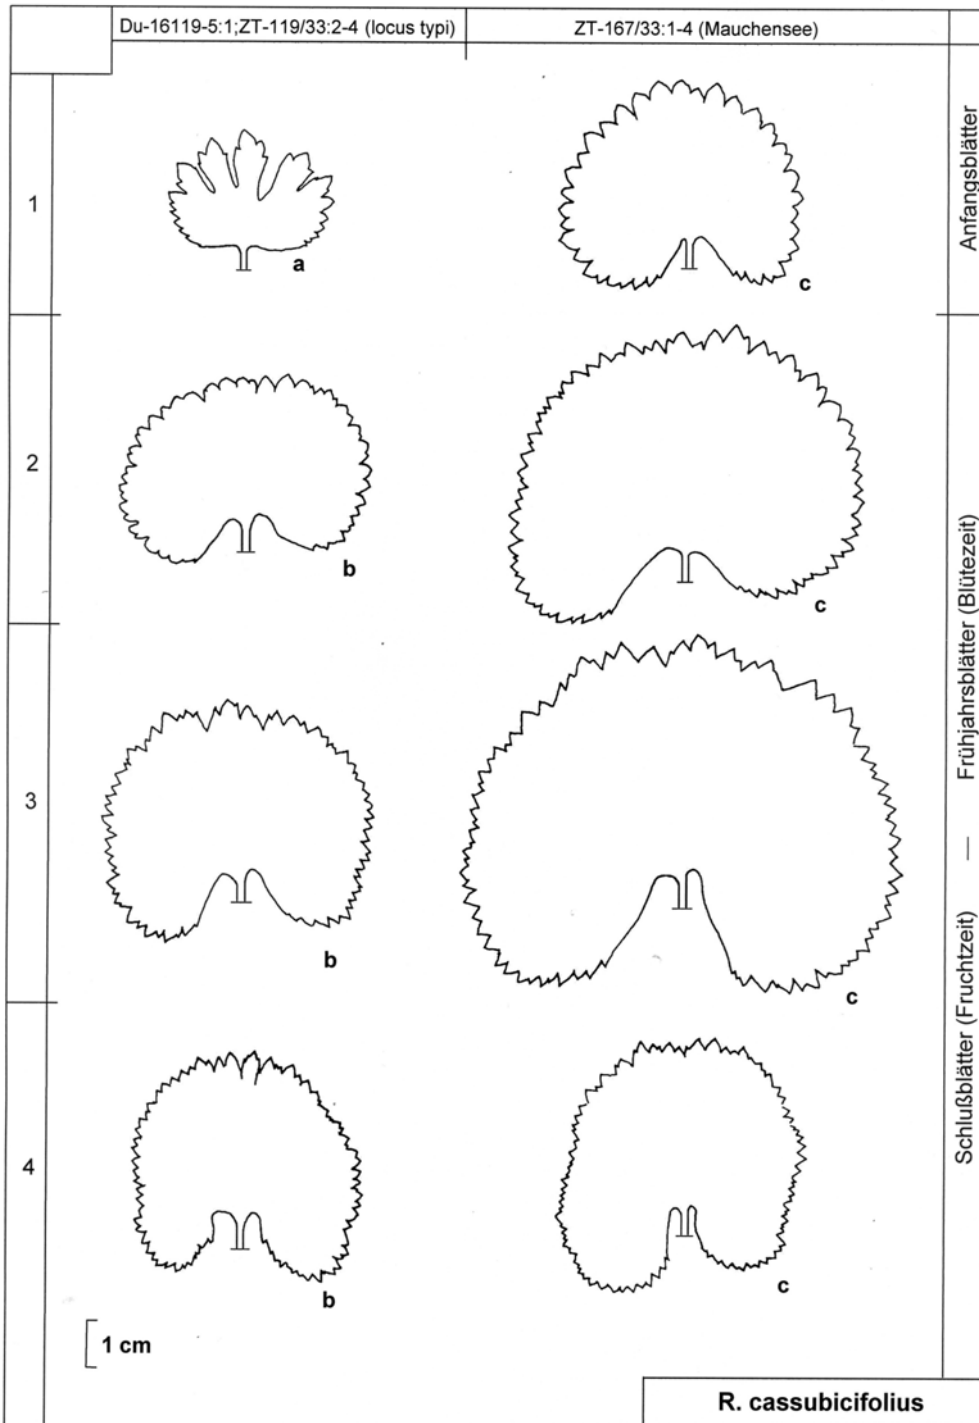 Du-16119-5:1;ZT-119/33:2-4 (locus typi)
ZT-167/33:1-4 (Mauchensee)
Anfangsblätter
1
a
c
2
b
c
Frühjahrsblätter (Blütezeit)
—
3
b
c
Schlußblätter (Fruchtzeit)
4
b
c
1 cm
R. cassubicifolius